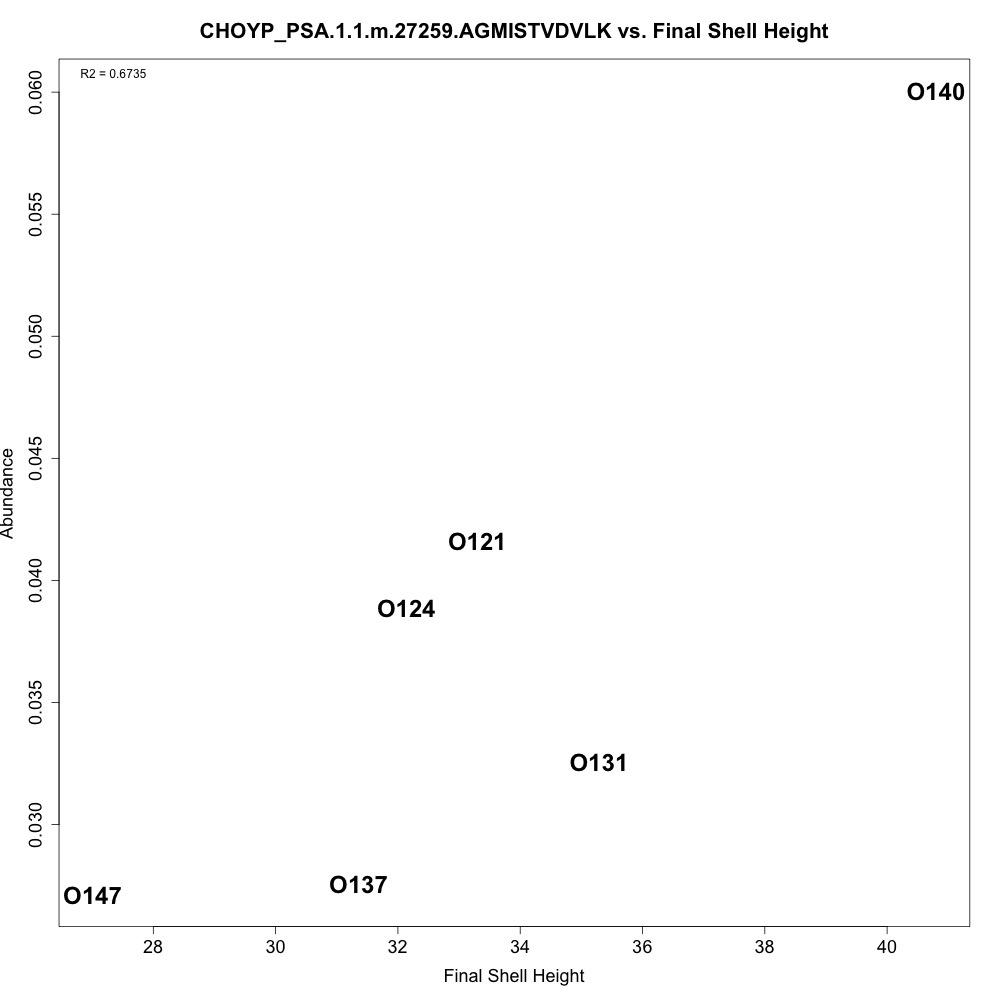 CHOYP_PSA.1.1.m.27259.AGMISTVDVLK vs. Final Shell Height
R2 = 0.6735
0.060
O140
0.055
0.050
0.045
Abundance
O121
0.040
O124
0.035
O131
0.030
O137
O147
28 30 32 34 36 38 40
Final Shell Height